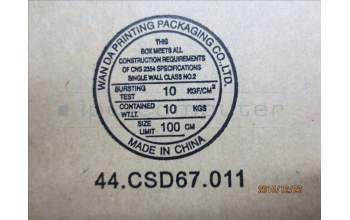 WAN DA PRINTING PACKAGING CO.,LTD.
THIS
BOX MEETS ALL
CONSTRUCTION REQUIREMENTS
OF CNS 2354 SPECIFICATIONS
SINGLE WALL CLASS NO.2
BURSTING TEST 10 KGF/CM²
CONTAINED WT.LT. 10 KGS
SIZE LIMIT 100 CM
MADE IN CHINA
44.CSD67.011